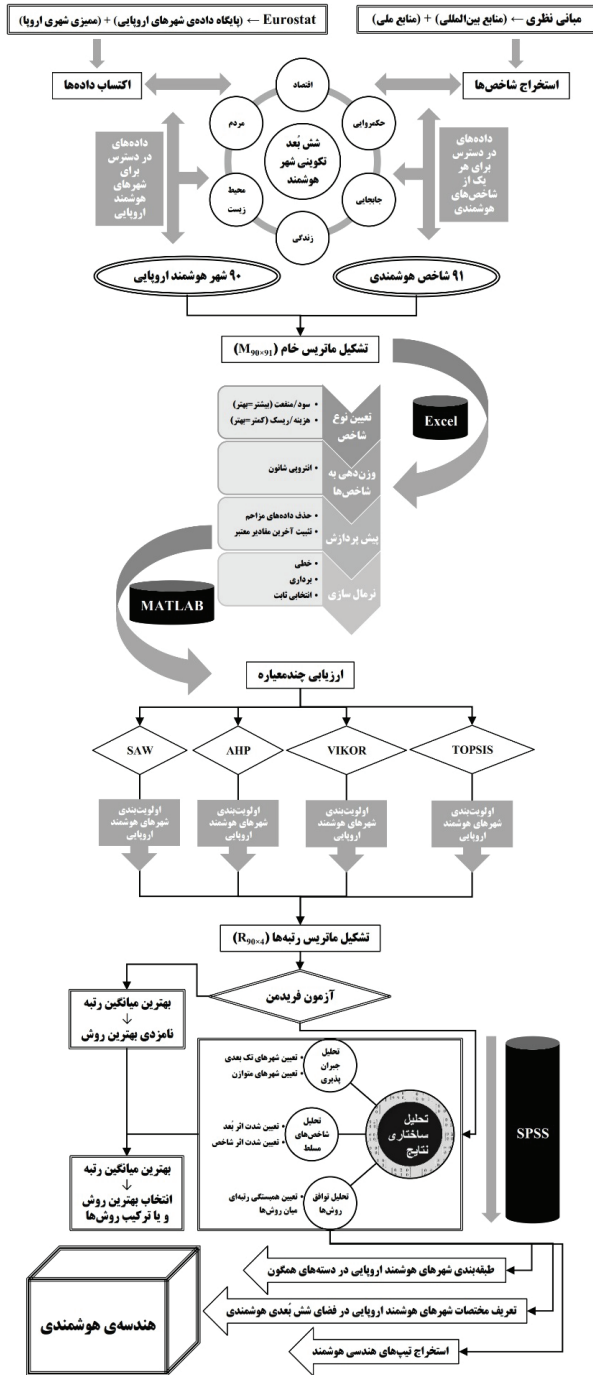 مبانی نظری ← (منابع بین‌المللی) + (منابع ملی)
Eurostat ← (پایگاه داده‌ی شهرهای اروپایی) + (ممیزی شهری اروپا)
استخراج شاخص‌ها
اکتساب داده‌ها
اقتصاد
حکمروایی
مردم
شش بُعد
تکوینی شهر
هوشمند
جابجایی
محیط
زیست
زندگی
داده‌های
در دسترس
برای هر
یک از
شاخص‌های
هوشمندی
داده‌های
در دسترس
برای
شهرهای
هوشمند
اروپایی
۹۱ شاخص هوشمندی
۹۰ شهر هوشمند اروپایی
تشکیل ماتریس خام (M90×91)
Excel
تعیین نوع
شاخص
• سود/منفعت (بیشتر=بهتر)
• هزینه/ریسک (کمتر=بهتر)
وزن‌دهی به
شاخص‌ها
• انتروپی شانون
پیش پردازش
• حذف داده‌های مزاحم
• تثبیت آخرین مقادیر معتبر
نرمال سازی
• خطی
• برداری
• انتخابی ثابت
MATLAB
ارزیابی چندمعیاره
SAW
AHP
VIKOR
TOPSIS
اولویت‌بندی
شهرهای هوشمند
اروپایی
اولویت‌بندی
شهرهای هوشمند
اروپایی
اولویت‌بندی
شهرهای هوشمند
اروپایی
اولویت‌بندی
شهرهای هوشمند
اروپایی
تشکیل ماتریس رتبه‌ها (R90×4)
آزمون فریدمن
بهترین میانگین رتبه
↓
نامزدی بهترین روش
تحلیل
جبران
پذیری
• تعیین شهرهای تک بعدی
• تعیین شهرهای متوازن
تحلیل
ساختاری
نتایج
تحلیل
شاخص‌های
مسلط
• تعیین شدت اثر بُعد
• تعیین شدت اثر شاخص
تحلیل توافق
روش‌ها
• تعیین همبستگی رتبه‌ای
میان روش‌ها
SPSS
بهترین میانگین رتبه
↓
انتخاب بهترین روش
و یا ترکیب روش‌ها
طبقه‌بندی شهرهای هوشمند اروپایی در دسته‌های همگون
تعریف مختصات شهرهای هوشمند اروپایی در فضای شش بُعدی هوشمندی
استخراج تیپ‌های هندسی هوشمند
هندسه‌ی هوشمندی